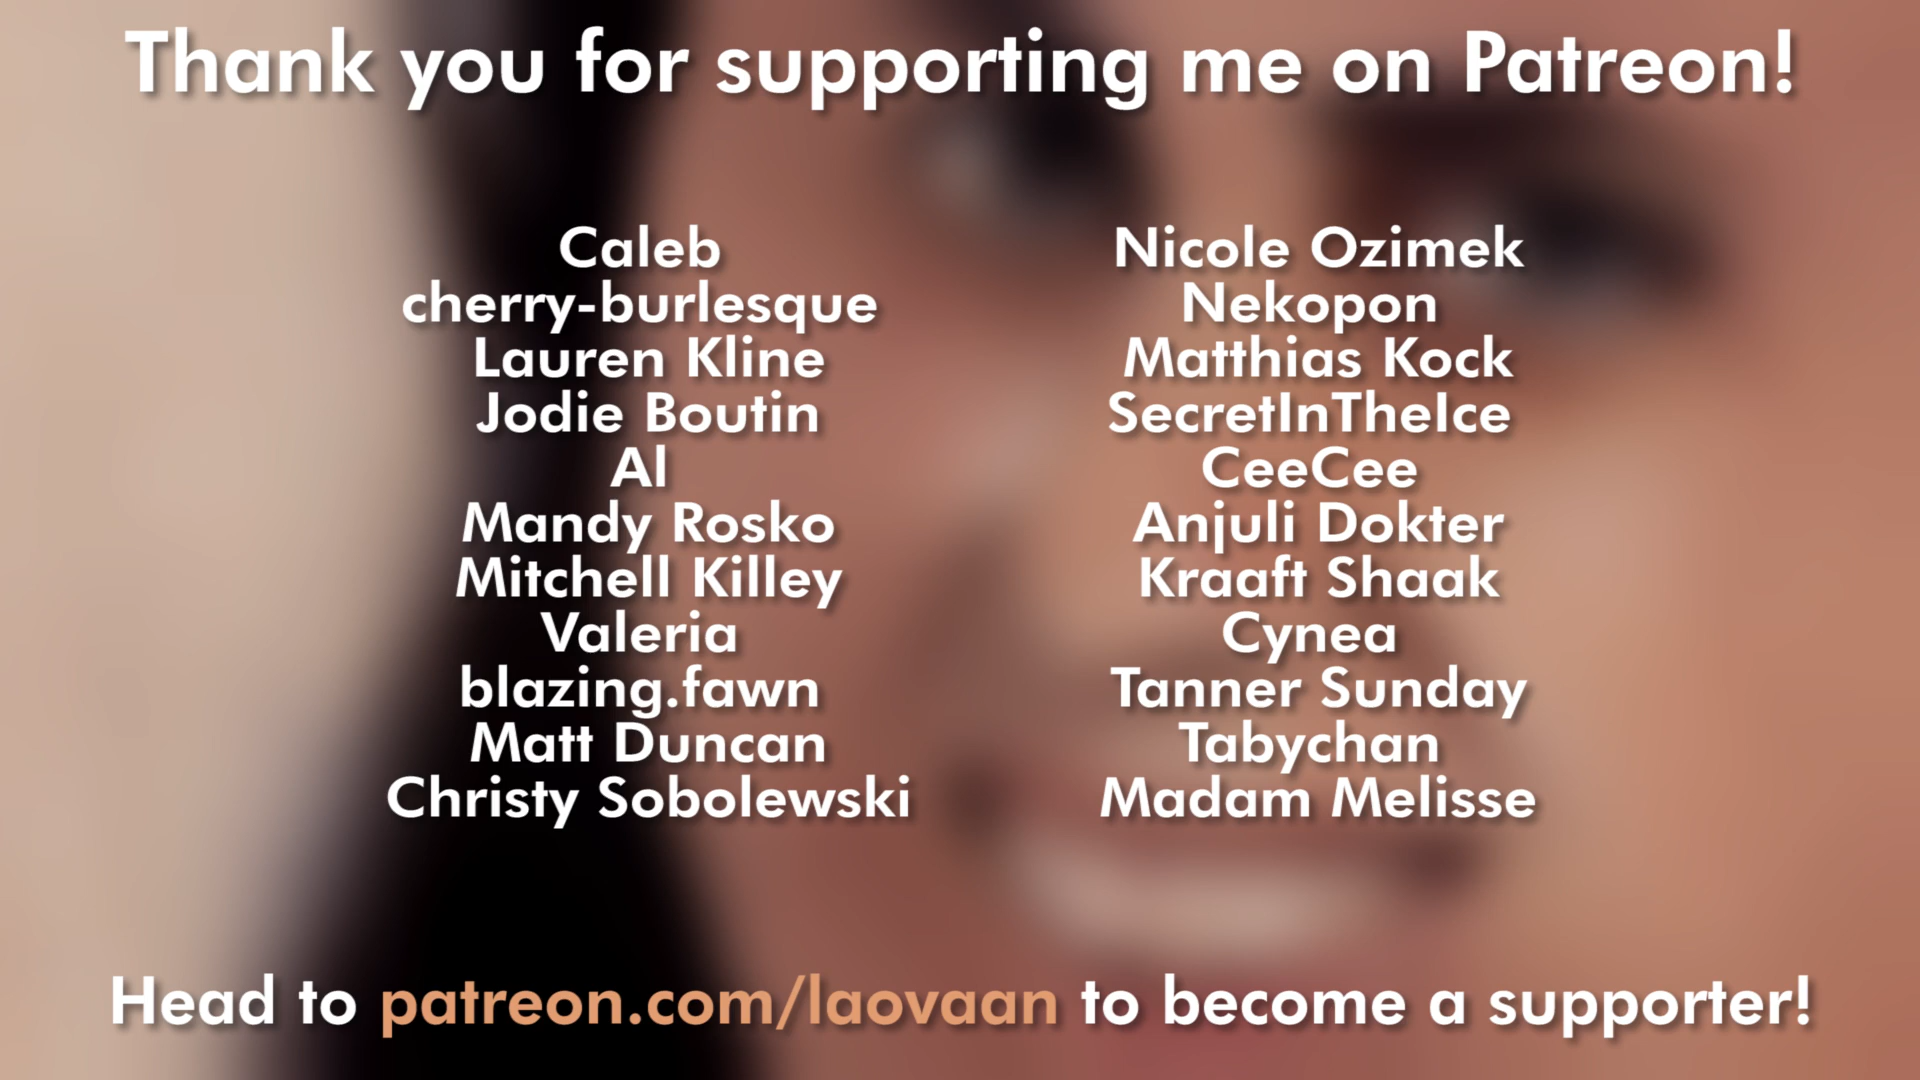 Thank you for supporting me on Patreon!
Caleb
cherry-burlesque
Lauren Kline
Jodie Boutin
Al
Mandy Rosko
Mitchell Killey
Valeria
blazing.fawn
Matt Duncan
Christy Sobolewski
Nicole Ozimek
Nekopon
Matthias Kock
SecretInTheIce
CeeCee
Anjuli Dokter
Kraaft Shaak
Cynea
Tanner Sunday
Tabychan
Madam Melisse
Head to patreon.com/laovaan to become a supporter!